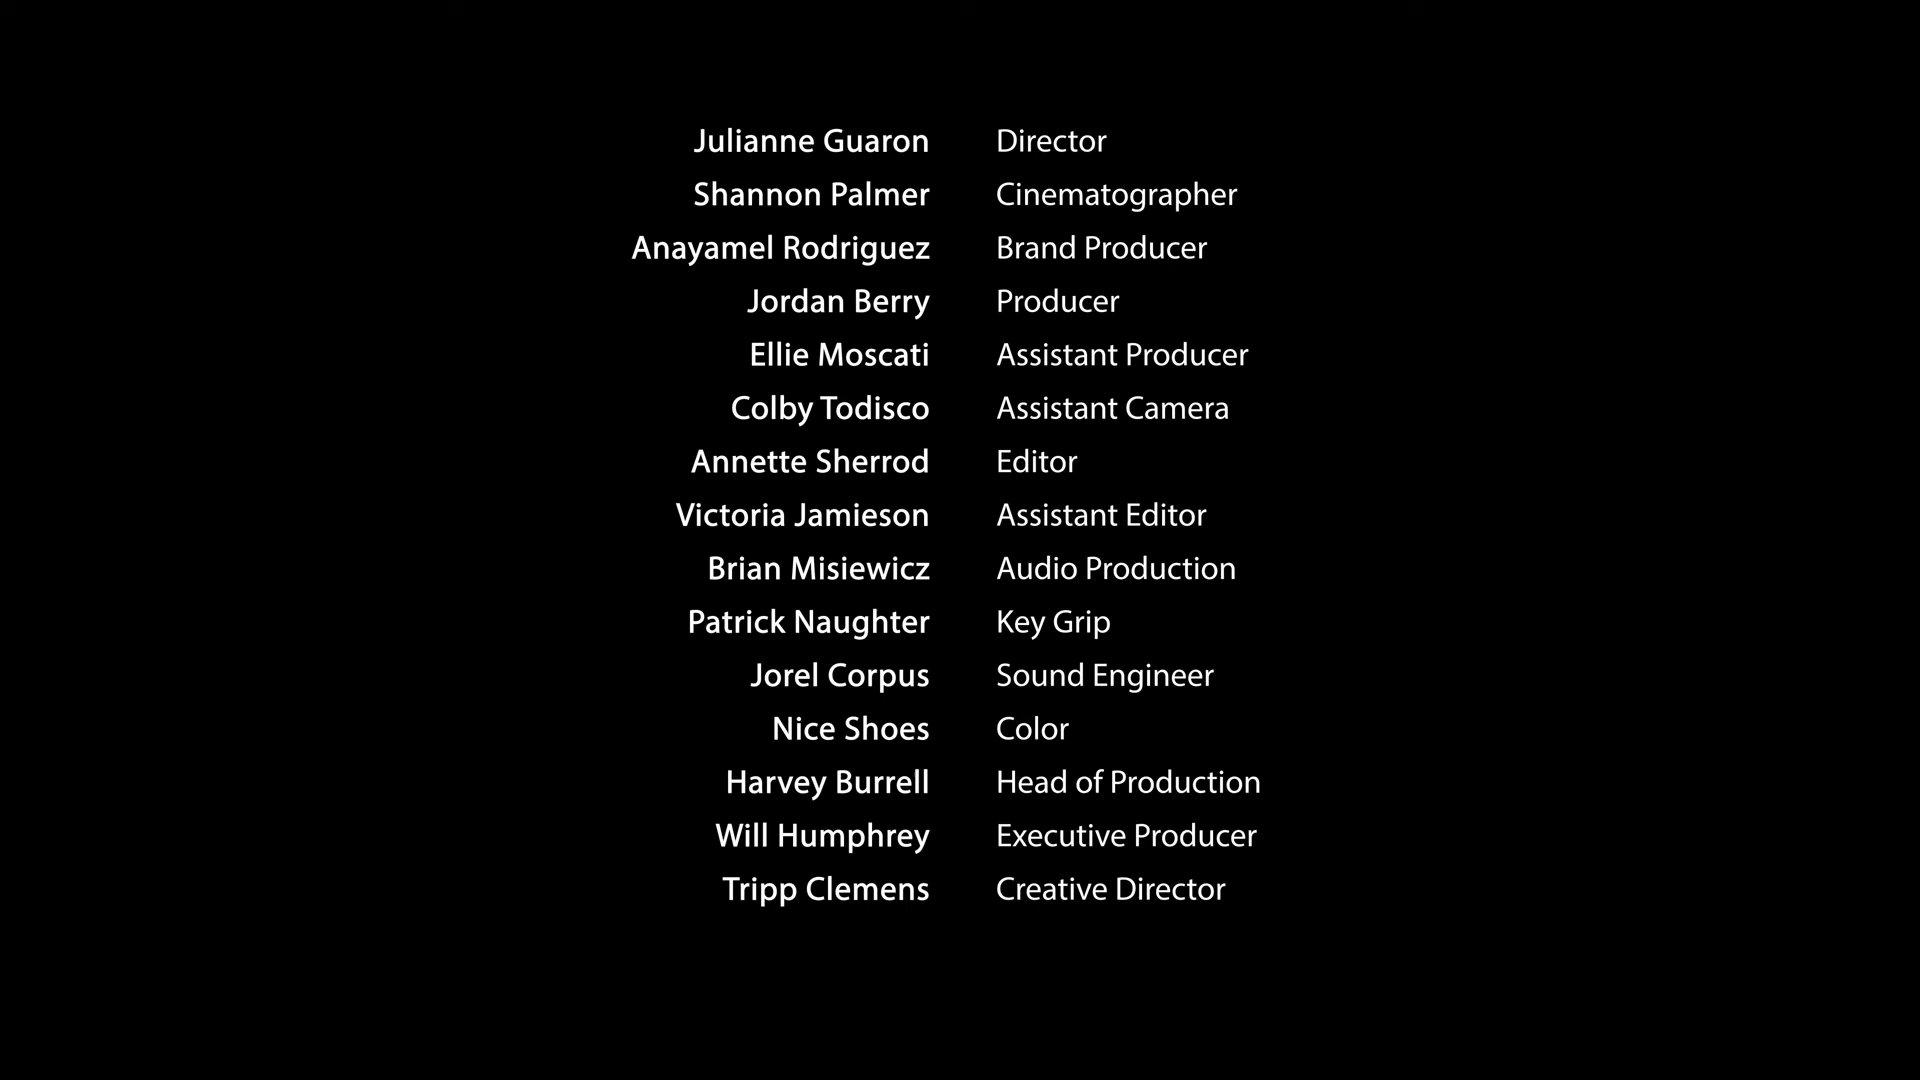 Julianne Guaron Director
Shannon Palmer Cinematographer
Anayamel Rodriguez Brand Producer
Jordan Berry Producer
Ellie Moscati Assistant Producer
Colby Todisco Assistant Camera
Annette Sherrod Editor
Victoria Jamieson Assistant Editor
Brian Misiewicz Audio Production
Patrick Naughter Key Grip
Jorel Corpus Sound Engineer
Nice Shoes Color
Harvey Burrell Head of Production
Will Humphrey Executive Producer
Tripp Clemens Creative Director